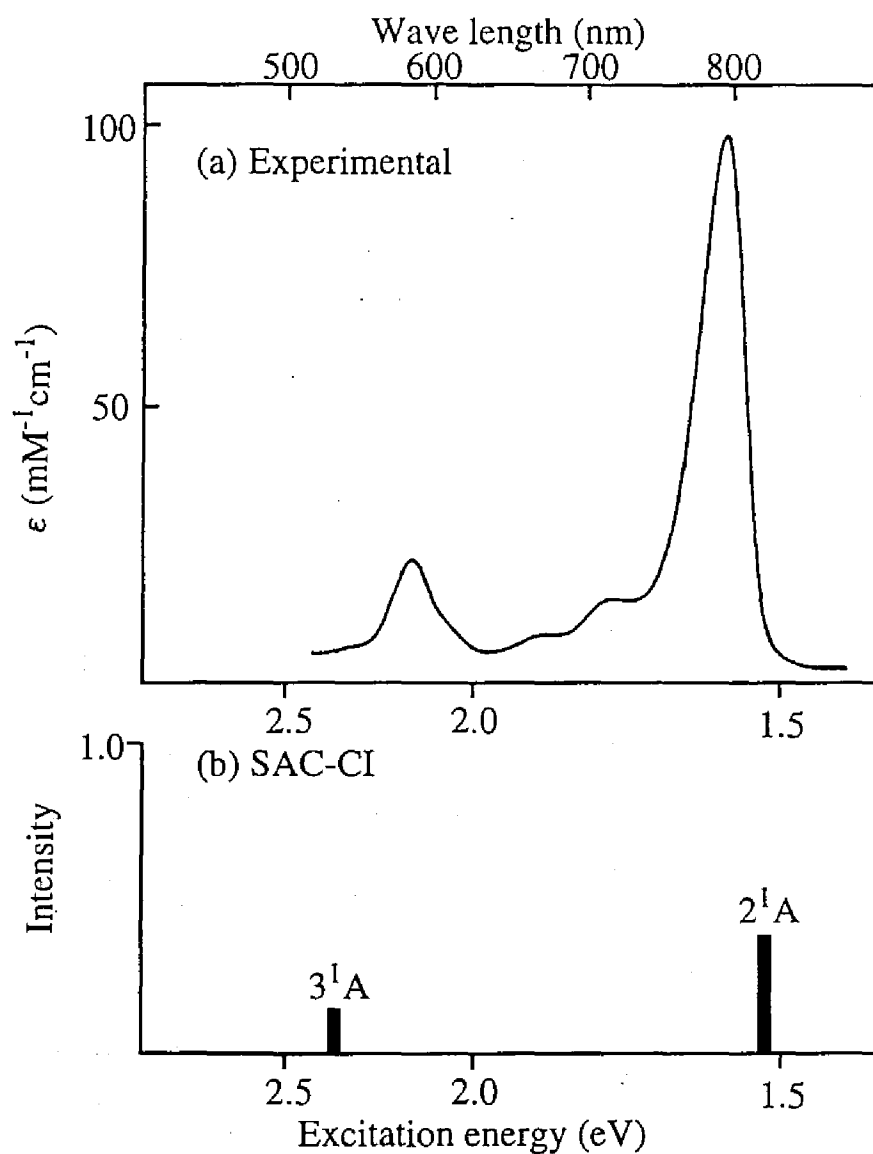 Wave length (nm)
500 600 700 800
100
(a) Experimental
50
ε (mM⁻¹cm⁻¹)
2.5 2.0 1.5
1.0
(b) SAC-CI
Intensity
2¹A
3¹A
2.5 2.0 1.5
Excitation energy (eV)